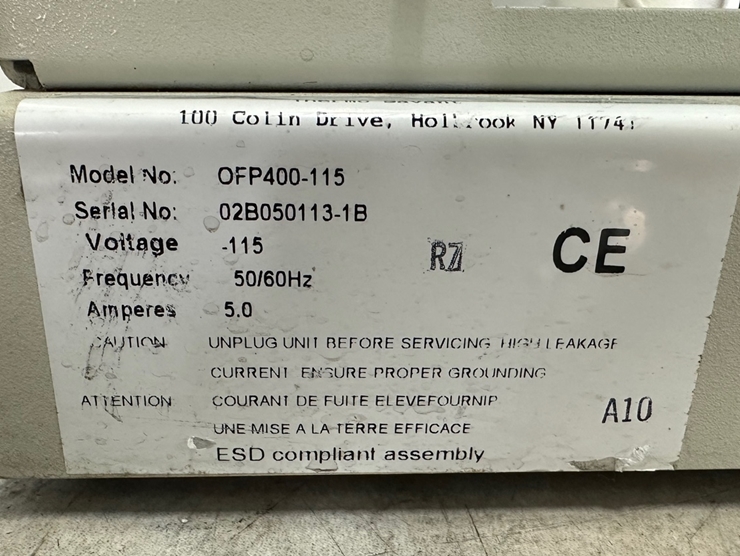 100 Colin Drive, Holbrook NY 11741
Model No: OFP400-115
Serial No: 02B050113-1B
Voltage -115
R7
CE
Frequency 50/60Hz
Amperes 5.0
CAUTION UNPLUG UNIT BEFORE SERVICING HIGH LEAKAGE
CURRENT ENSURE PROPER GROUNDING
ATTENTION COURANT DE FUITE ELEVEFOURNIR
UNE MISE A LA TERRE EFFICACE
A10
ESD compliant assembly